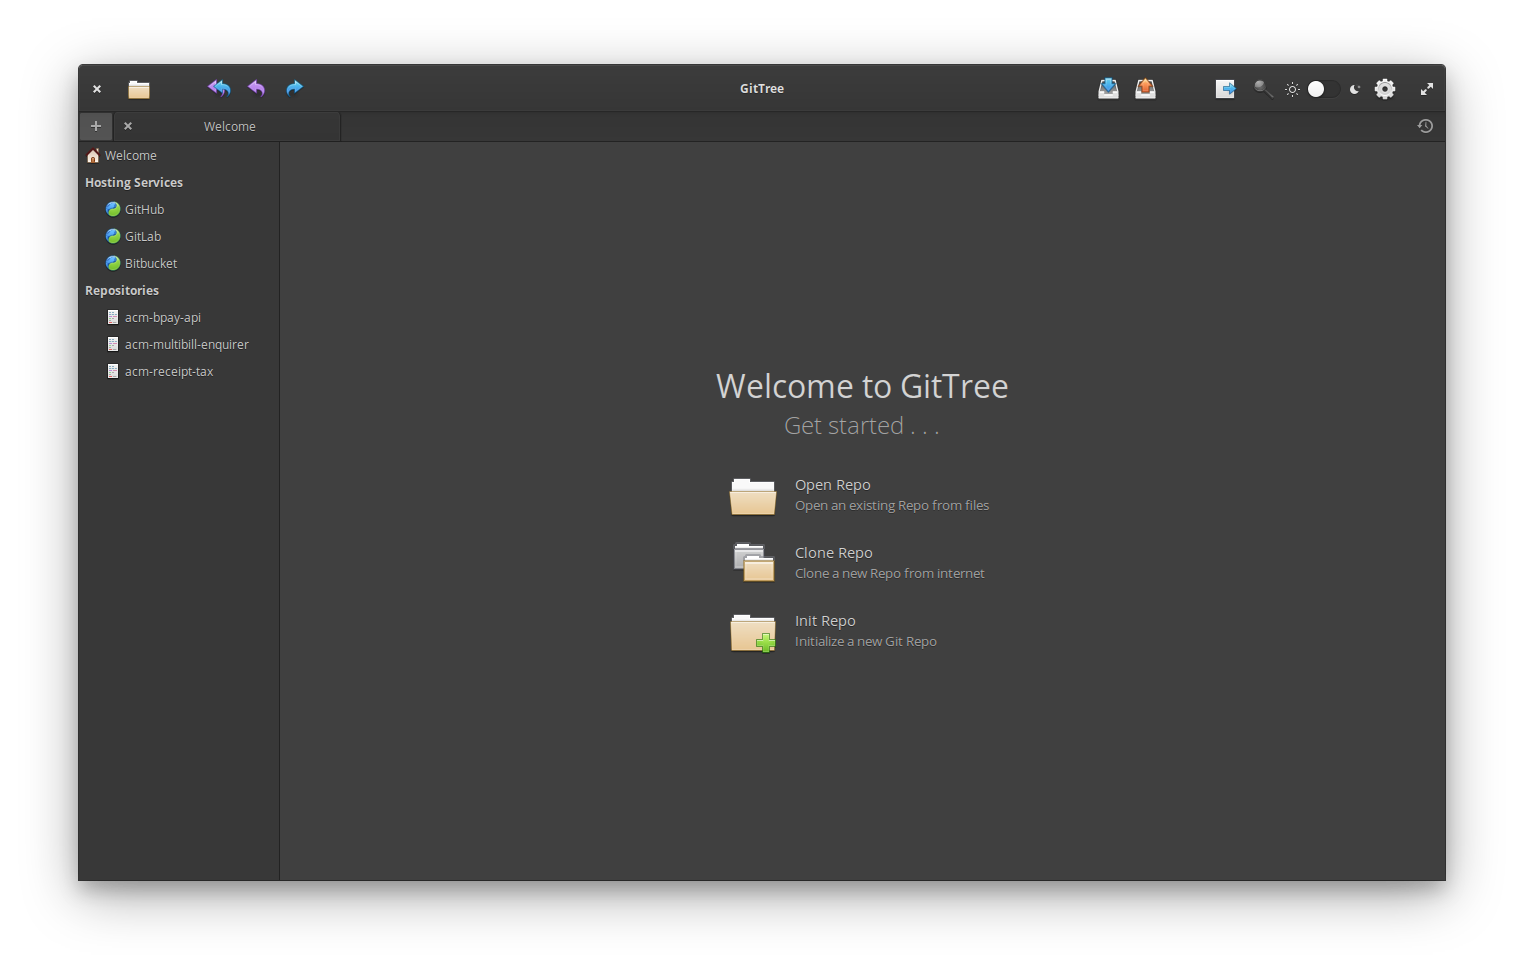 GitTree
Welcome
Welcome
Hosting Services
GitHub
GitLab
Bitbucket
Repositories
acm-bpay-api
acm-multibill-enquirer
acm-receipt-tax
Welcome to GitTree
Get started . . .
Open Repo
Open an existing Repo from files
Clone Repo
Clone a new Repo from internet
Init Repo
Initialize a new Git Repo